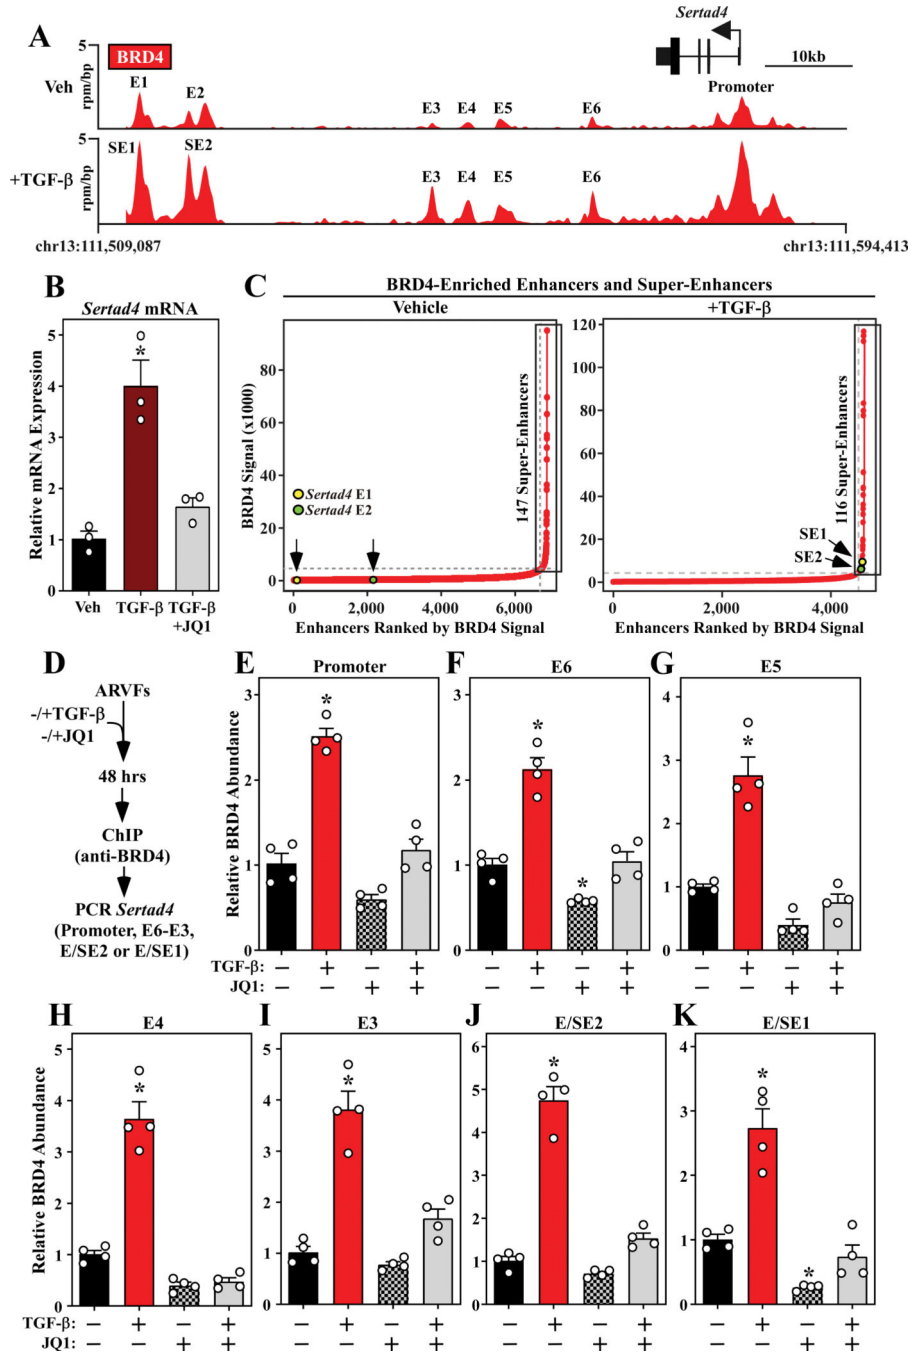 A
Sertad4
5
BRD4
10kb
rpm/bp
Veh
E1
E2
E3
E4
E5
E6
Promoter
0
5
SE1
SE2
+TGF-β
rpm/bp
E3
E4
E5
E6
0
chr13:111,509,087
chr13:111,594,413
B
Sertad4 mRNA
Relative mRNA Expression
5
4
3
2
1
0
*
Veh
TGF-β
TGF-β
+JQ1
C
BRD4-Enriched Enhancers and Super-Enhancers
Vehicle
+TGF-β
BRD4 Signal (x1000)
80
60
40
20
0
147 Super-Enhancers
Sertad4 E1
Sertad4 E2
0
2,000
4,000
6,000
Enhancers Ranked by BRD4 Signal
120
100
80
60
40
20
0
116 Super-Enhancers
SE1
SE2
0
2,000
4,000
Enhancers Ranked by BRD4 Signal
D
ARVFs
-/+TGF-β
-/+JQ1
48 hrs
ChIP
(anti-BRD4)
PCR Sertad4
(Promoter, E6-E3,
E/SE2 or E/SE1)
E
Promoter
Relative BRD4 Abundance
3
2
1
0
*
TGF-β: − + − +
JQ1: − − + +
F
E6
3
2
1
0
*
*
− + − +
− − + +
G
E5
4
3
2
1
0
*
− + − +
− − + +
H
E4
Relative BRD4 Abundance
5
4
3
2
1
0
*
TGF-β: − + − +
JQ1: − − + +
I
E3
5
4
3
2
1
0
*
− + − +
− − + +
J
E/SE2
6
5
4
3
2
1
0
*
− + − +
− − + +
K
E/SE1
4
3
2
1
0
*
*
− + − +
− − + +